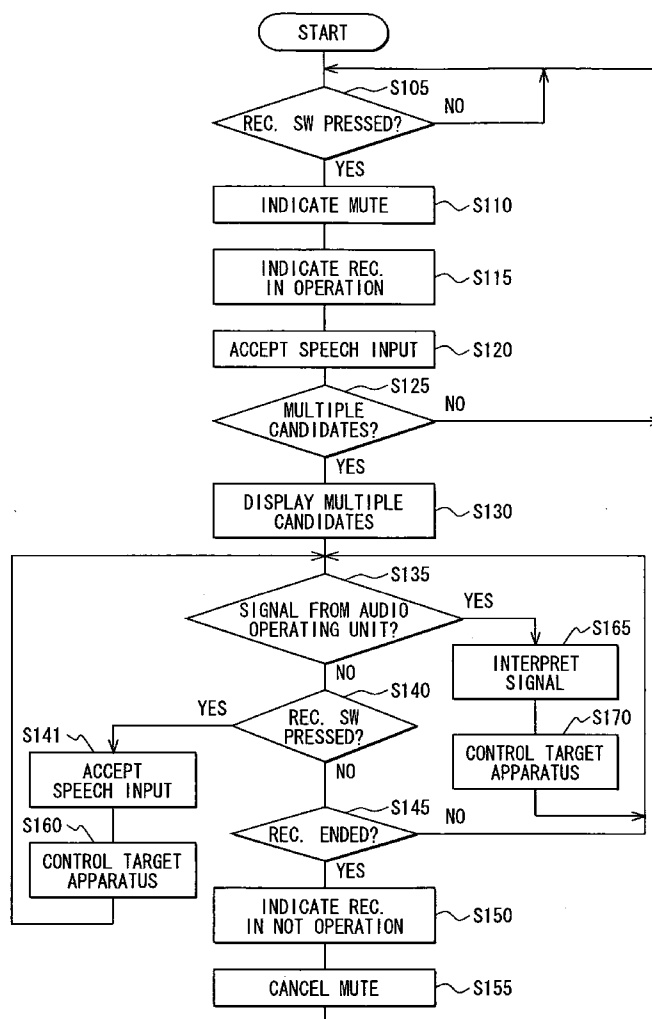 START
S105
REC. SW PRESSED?
NO
YES
INDICATE MUTE
S110
INDICATE REC.
IN OPERATION
S115
ACCEPT SPEECH INPUT
S120
S125
MULTIPLE
CANDIDATES?
NO
YES
DISPLAY MULTIPLE
CANDIDATES
S130
S135
SIGNAL FROM AUDIO
OPERATING UNIT?
YES
NO
S165
INTERPRET
SIGNAL
S140
REC. SW
PRESSED?
YES
NO
S141
ACCEPT
SPEECH INPUT
S170
CONTROL TARGET
APPARATUS
S145
REC. ENDED?
NO
YES
S160
CONTROL TARGET
APPARATUS
INDICATE REC.
IN NOT OPERATION
S150
CANCEL MUTE
S155